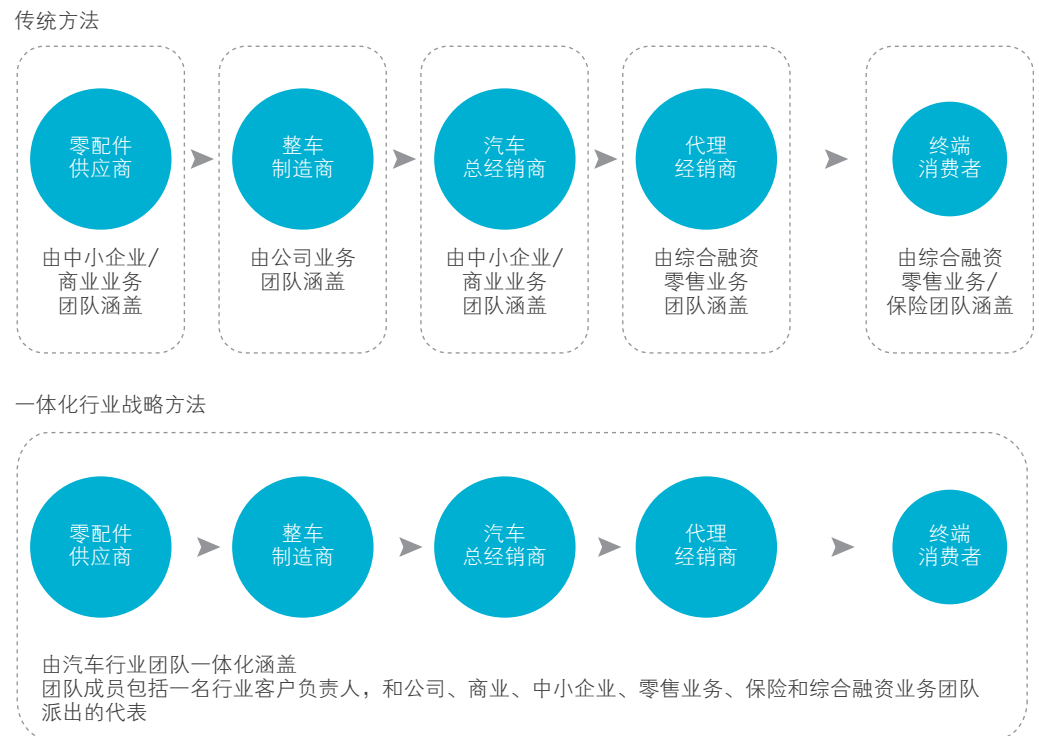 传统方法
零配件
供应商
整车
制造商
汽车
总经销商
代理
经销商
终端
消费者
由中小企业/
商业业务
团队涵盖
由公司业务
团队涵盖
由中小企业/
商业业务
团队涵盖
由综合融资
零售业务
团队涵盖
由综合融资
零售业务/
保险团队涵盖
一体化行业战略方法
零配件
供应商
整车
制造商
汽车
总经销商
代理
经销商
终端
消费者
由汽车行业团队一体化涵盖
团队成员包括一名行业客户负责人，和公司、商业、中小企业、零售业务、保险和综合融资业务团队
派出的代表